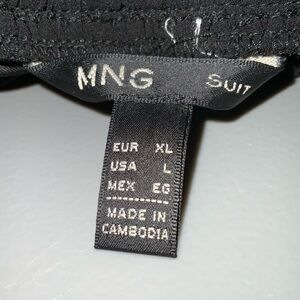 MNG SUIT
EUR XL
USA L
MEX EG
MADE IN
CAMBODIA